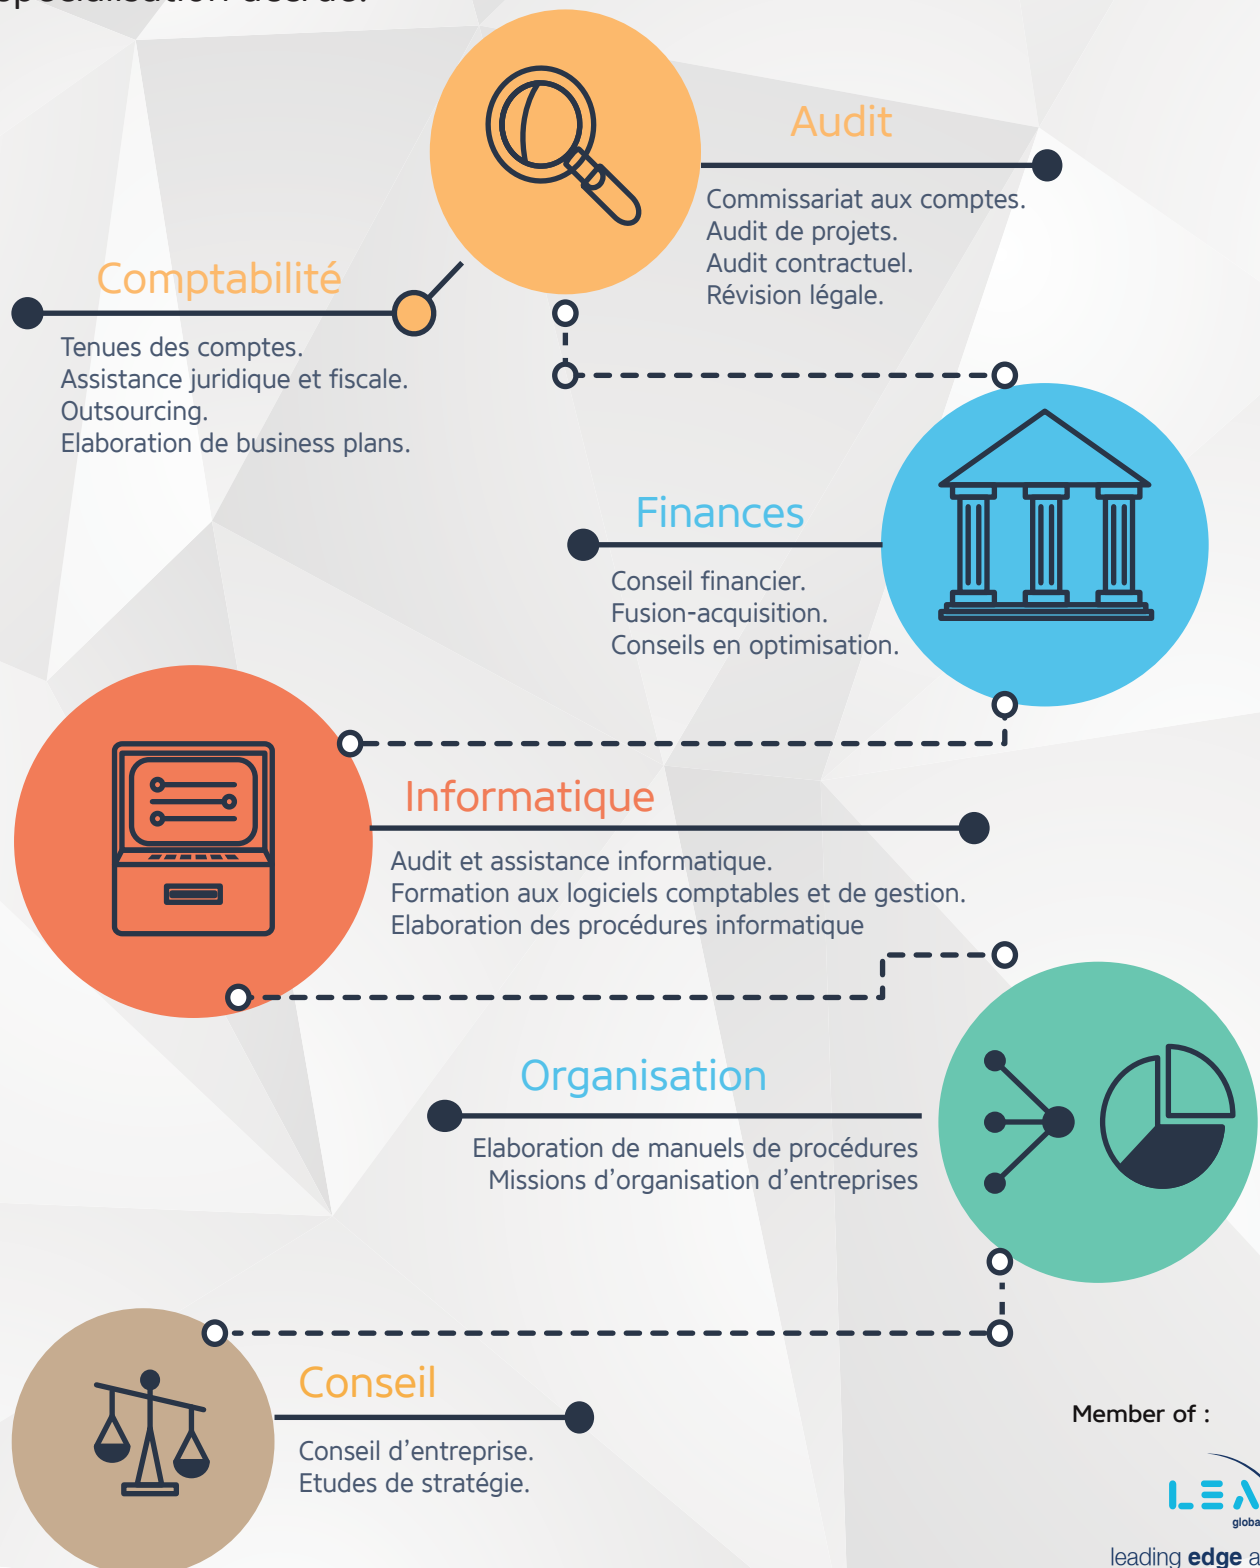 Audit
Commissariat aux comptes.
Audit de projets.
Audit contractuel.
Révision légale.
Comptabilité
Tenues des comptes.
Assistance juridique et fiscale.
Outsourcing.
Elaboration de business plans.
Finances
Conseil financier.
Fusion-acquisition.
Conseils en optimisation.
Informatique
Audit et assistance informatique.
Formation aux logiciels comptables et de gestion.
Elaboration des procédures informatique
Organisation
Elaboration de manuels de procédures
Missions d’organisation d’entreprises
Conseil
Conseil d’entreprise.
Etudes de stratégie.
Member of :
leading edge